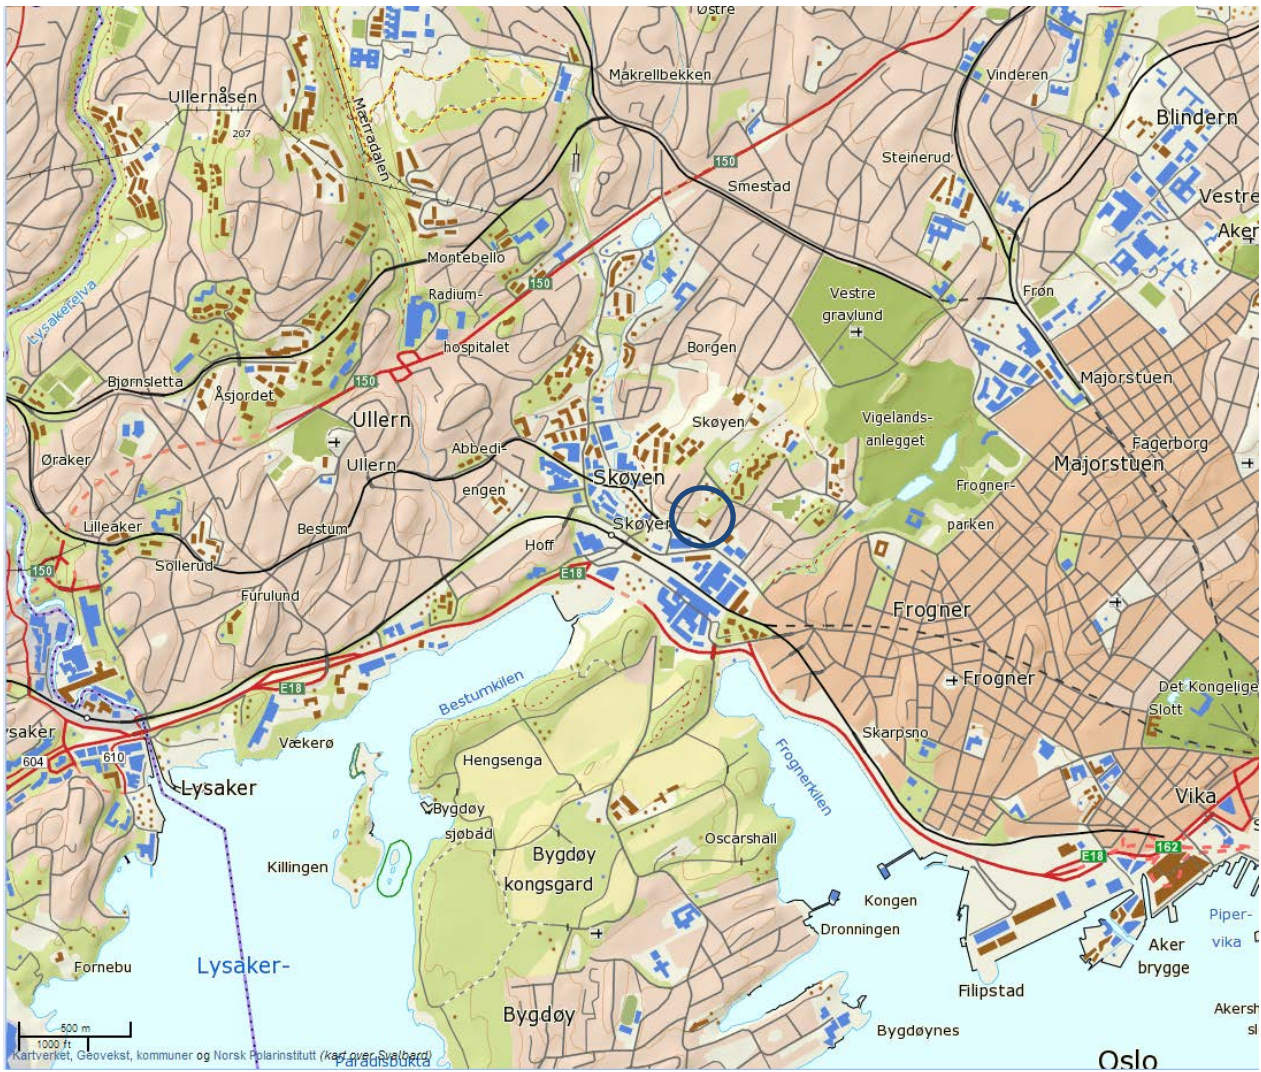 Østre
Makrellbekken
Vinderen
Ullernåsen
207
Mærradalen
Blindern
Steinerud
150
Smestad
Vestre
Aker
Montebello
Lysakerelva
150
Radium-
hospitalet
Vestre
gravlund
Frøn
Borgen
Bjørnsletta
Åsjordet
150
Majorstuen
Ullern
Skøyen
Vigelands-
anlegget
Abbedi-
engen
Øraker
Ullern
Fagerborg
Majorstuen
Skøyen
Frogner-
parken
Lilleaker
Bestum
Skøyen
Hoff
150
Sollerud
E18
Furulund
Frogner
Frogner
E18
Bestumkilen
Det Kongelige
Slott
ysaker
604
610
Vækerø
Skarpsno
Hengsenga
Frognerkilen
Lysaker
Bygdøy
sjøbad
Vika
Oscarshall
Killingen
Bygdøy
kongsgard
E18
162
Kongen
Dronningen
Piper-
vika
Aker
brygge
Fornebu
Lysaker-
Filipstad
Bygdøy
Bygdøynes
Akersh
sl
500 m
1000 ft
Kartverket, Geovekst, kommuner og Norsk Polarinstitutt (kart over Svalbard)
Paradisbukta
Oslo